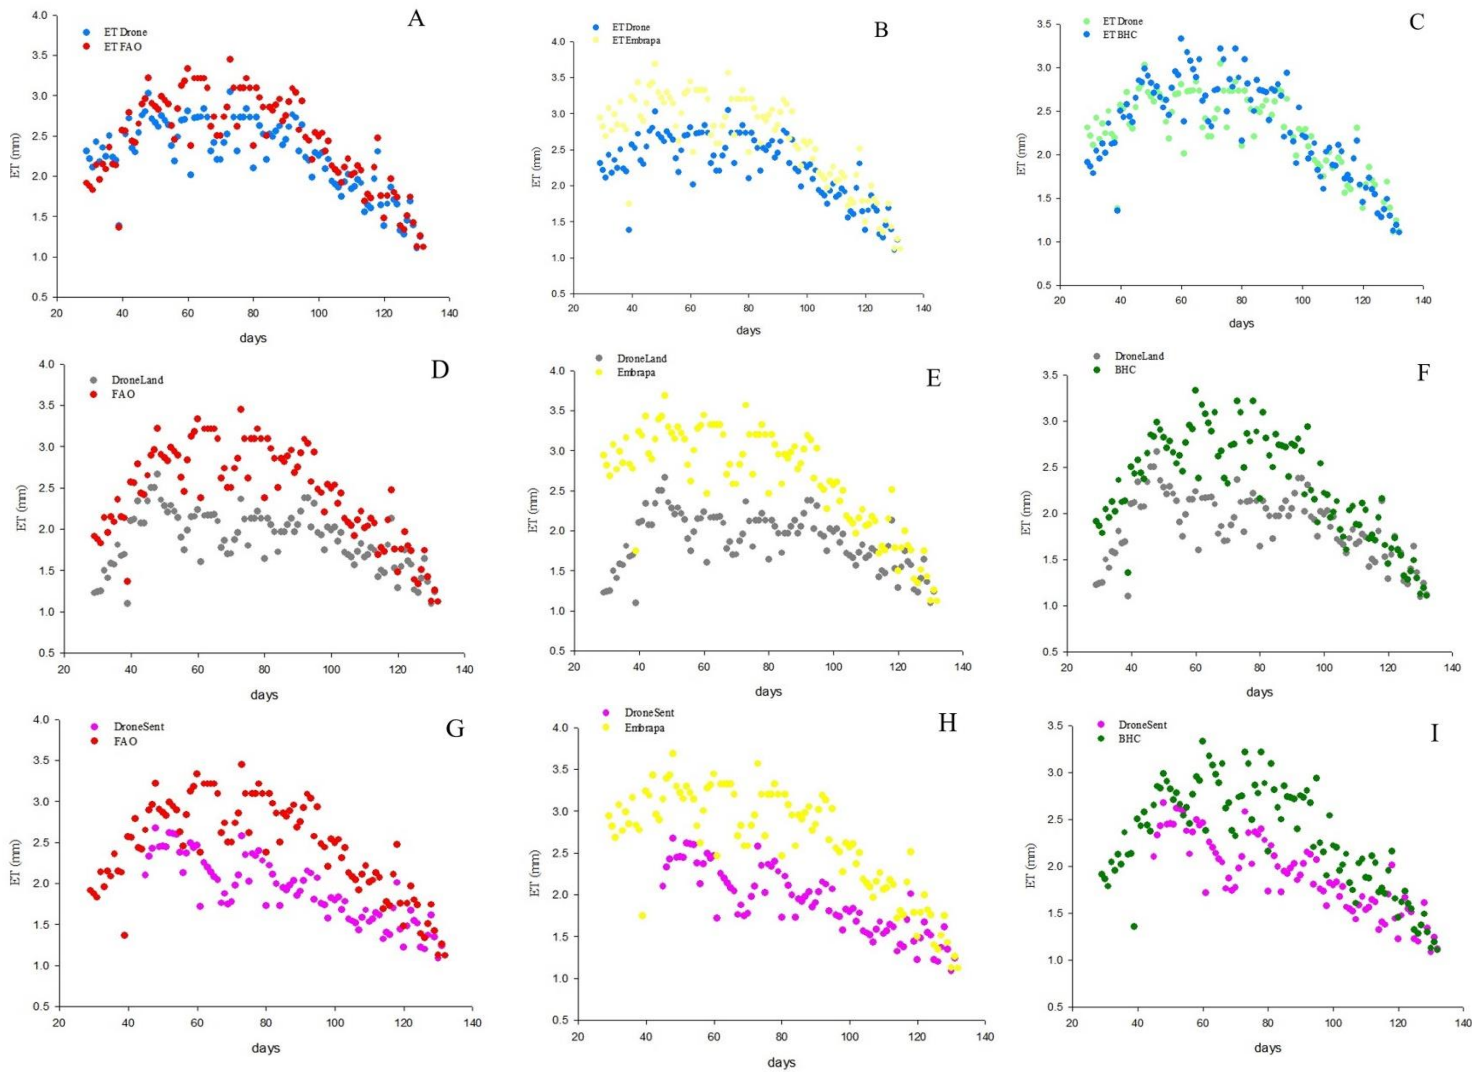 A
ET Drone
ET FAO
4.0
3.5
3.0
2.5
2.0
1.5
1.0
0.5
ET (mm)
20
40
60
80
100
120
140
days
B
ET Drone
ET Embrapa
4.0
3.5
3.0
2.5
2.0
1.5
1.0
0.5
ET (mm)
20
40
60
80
100
120
140
days
C
ET Drone
ET BHC
3.5
3.0
2.5
2.0
1.5
1.0
0.5
ET (mm)
20
40
60
80
100
120
140
days
D
DroneLand
FAO
4.0
3.5
3.0
2.5
2.0
1.5
1.0
0.5
ET (mm)
20
40
60
80
100
120
140
days
E
DroneLand
Embrapa
4.0
3.5
3.0
2.5
2.0
1.5
1.0
0.5
ET (mm)
20
40
60
80
100
120
140
days
F
DroneLand
BHC
3.5
3.0
2.5
2.0
1.5
1.0
0.5
ET (mm)
20
40
60
80
100
120
140
days
G
DroneSent
FAO
4.0
3.5
3.0
2.5
2.0
1.5
1.0
0.5
ET (mm)
20
40
60
80
100
120
140
days
H
DroneSent
Embrapa
4.0
3.5
3.0
2.5
2.0
1.5
1.0
0.5
ET (mm)
20
40
60
80
100
120
140
days
I
DroneSent
BHC
3.5
3.0
2.5
2.0
1.5
1.0
0.5
ET (mm)
20
40
60
80
100
120
140
days